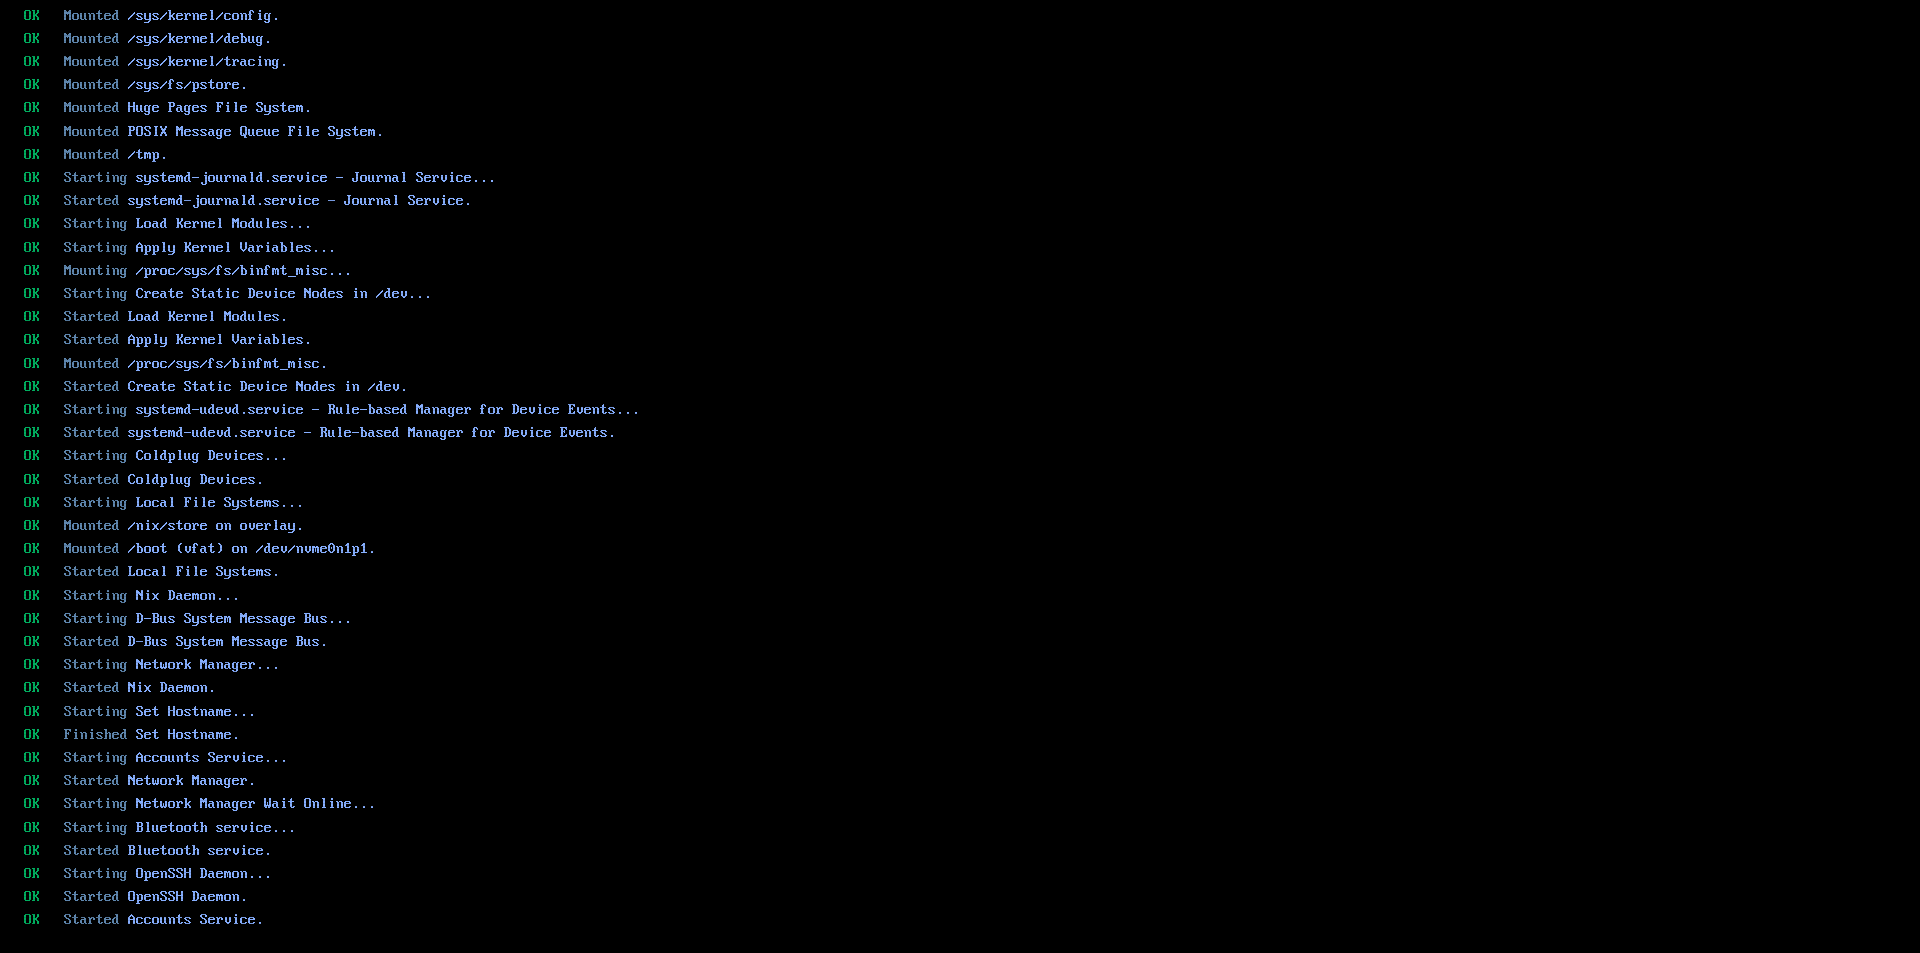 OK Mounted /sys/kernel/config.
OK Mounted /sys/kernel/debug.
OK Mounted /sys/kernel/tracing.
OK Mounted /sys/fs/pstore.
OK Mounted Huge Pages File System.
OK Mounted POSIX Message Queue File System.
OK Mounted /tmp.
OK Starting systemd-journald.service - Journal Service...
OK Started systemd-journald.service - Journal Service.
OK Starting Load Kernel Modules...
OK Starting Apply Kernel Variables...
OK Mounting /proc/sys/fs/binfmt_misc...
OK Starting Create Static Device Nodes in /dev...
OK Started Load Kernel Modules.
OK Started Apply Kernel Variables.
OK Mounted /proc/sys/fs/binfmt_misc.
OK Started Create Static Device Nodes in /dev.
OK Starting systemd-udevd.service - Rule-based Manager for Device Events...
OK Started systemd-udevd.service - Rule-based Manager for Device Events.
OK Starting Coldplug Devices...
OK Started Coldplug Devices.
OK Starting Local File Systems...
OK Mounted /nix/store on overlay.
OK Mounted /boot (vfat) on /dev/nvme0n1p1.
OK Started Local File Systems.
OK Starting Nix Daemon...
OK Starting D-Bus System Message Bus...
OK Started D-Bus System Message Bus.
OK Starting Network Manager...
OK Started Nix Daemon.
OK Starting Set Hostname...
OK Finished Set Hostname.
OK Starting Accounts Service...
OK Started Network Manager.
OK Starting Network Manager Wait Online...
OK Starting Bluetooth service...
OK Started Bluetooth service.
OK Starting OpenSSH Daemon...
OK Started OpenSSH Daemon.
OK Started Accounts Service.